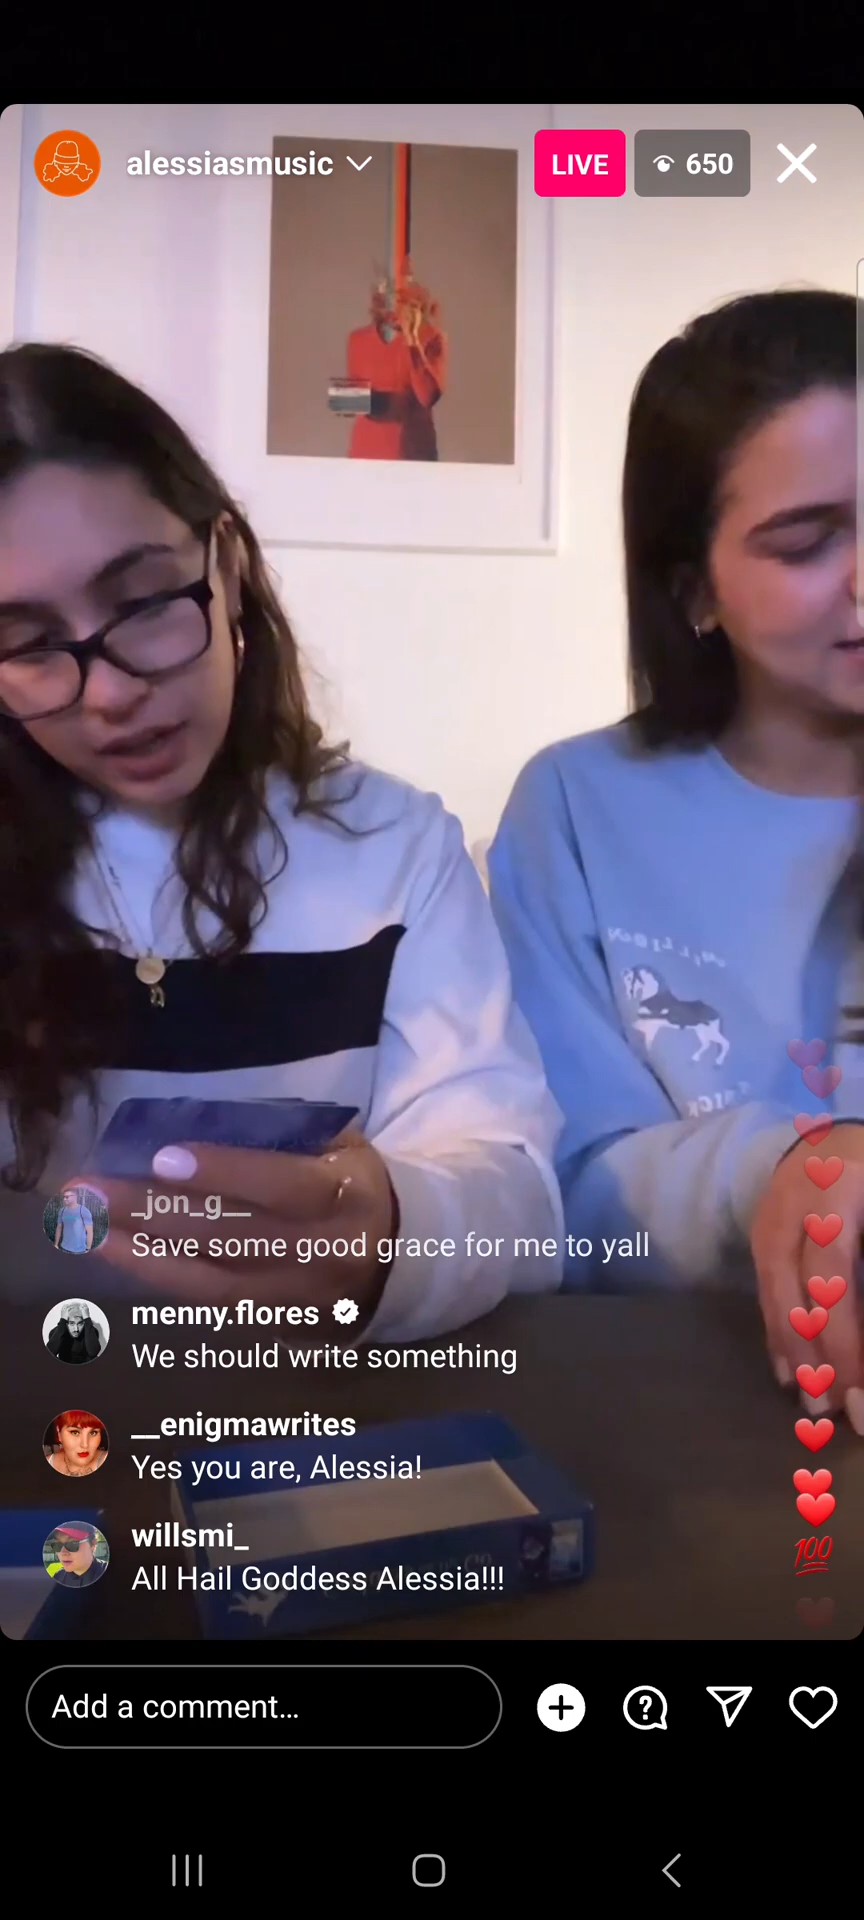 alessiasmusic
LIVE
650
_jon_g__
Save some good grace for me to yall
menny.flores
We should write something
__enigmawrites
Yes you are, Alessia!
willsmi_
All Hail Goddess Alessia!!!
100
Add a comment...